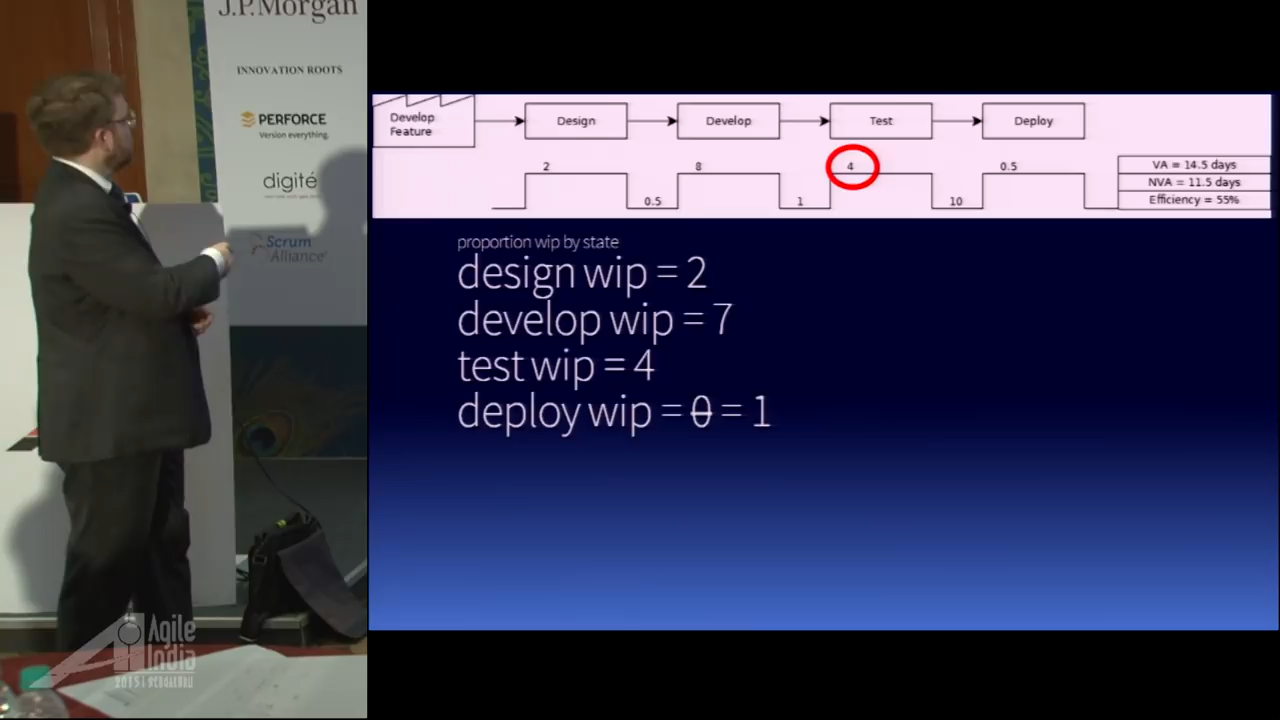 J.P.Morgan
INNOVATION ROOTS
PERFORCE
Version everything.
digité
Scrum
Alliance
Develop
Feature
Design
Develop
Test
Deploy
2
8
4
0.5
0.5
1
10
VA = 14.5 days
NVA = 11.5 days
Efficiency = 55%
proportion wip by state
design wip = 2
develop wip = 7
test wip = 4
deploy wip = 0 = 1
Agile
India